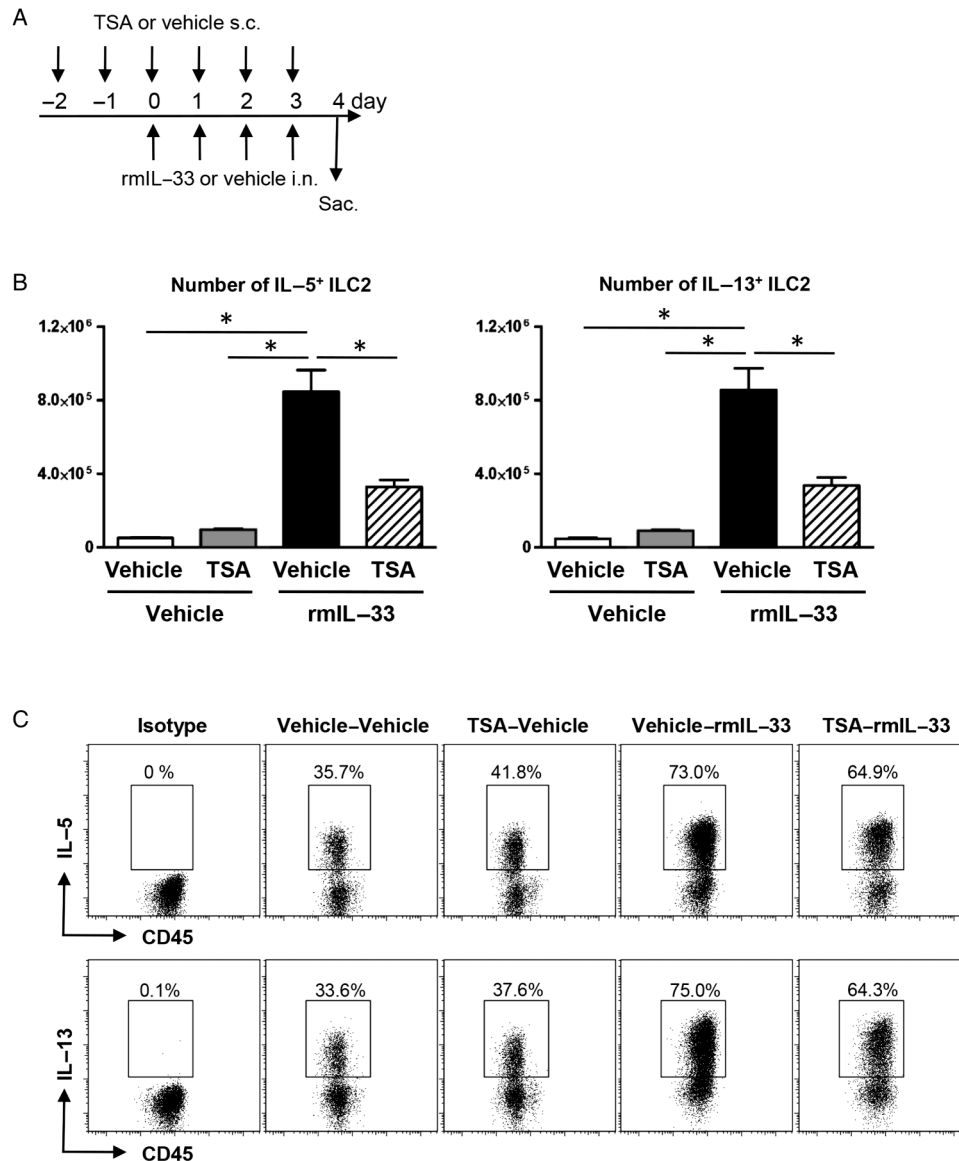 A
TSA or vehicle s.c.
–2 –1 0 1 2 3 4 day
rmIL–33 or vehicle i.n.
Sac.
B
Number of IL–5⁺ ILC2
1.2×10⁶
8.0×10⁵
4.0×10⁵
0
* * *
Vehicle TSA Vehicle TSA
Vehicle rmIL–33
Number of IL–13⁺ ILC2
1.2×10⁶
8.0×10⁵
4.0×10⁵
0
* * *
Vehicle TSA Vehicle TSA
Vehicle rmIL–33
C
Isotype Vehicle–Vehicle TSA–Vehicle Vehicle–rmIL–33 TSA–rmIL–33
0 % 35.7% 41.8% 73.0% 64.9%
IL–5
CD45
0.1% 33.6% 37.6% 75.0% 64.3%
IL–13
CD45